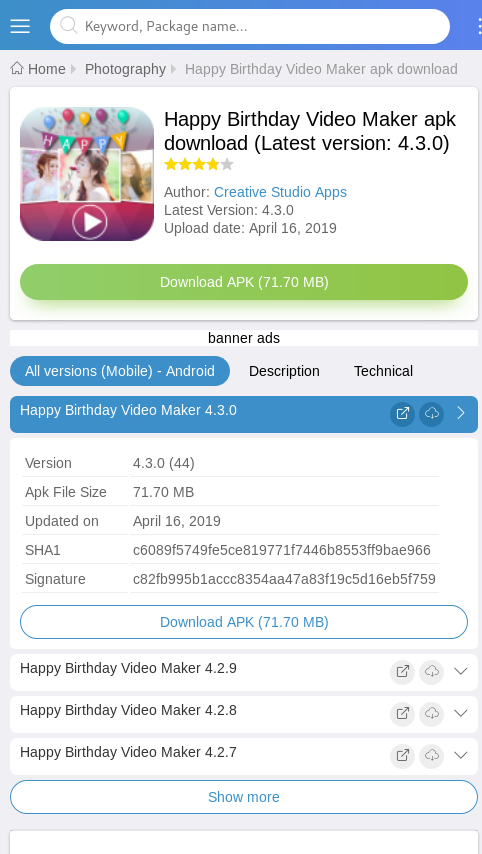 Keyword, Package name...
Home Photography Happy Birthday Video Maker apk download
HAPPY
Happy Birthday Video Maker apk
download (Latest version: 4.3.0)
Author: Creative Studio Apps
Latest Version: 4.3.0
Upload date: April 16, 2019
Download APK (71.70 MB)
banner ads
All versions (Mobile) - Android Description Technical
Happy Birthday Video Maker 4.3.0
Version 4.3.0 (44)
Apk File Size 71.70 MB
Updated on April 16, 2019
SHA1 c6089f5749fe5ce819771f7446b8553ff9bae966
Signature c82fb995b1accc8354aa47a83f19c5d16eb5f759
Download APK (71.70 MB)
Happy Birthday Video Maker 4.2.9
Happy Birthday Video Maker 4.2.8
Happy Birthday Video Maker 4.2.7
Show more